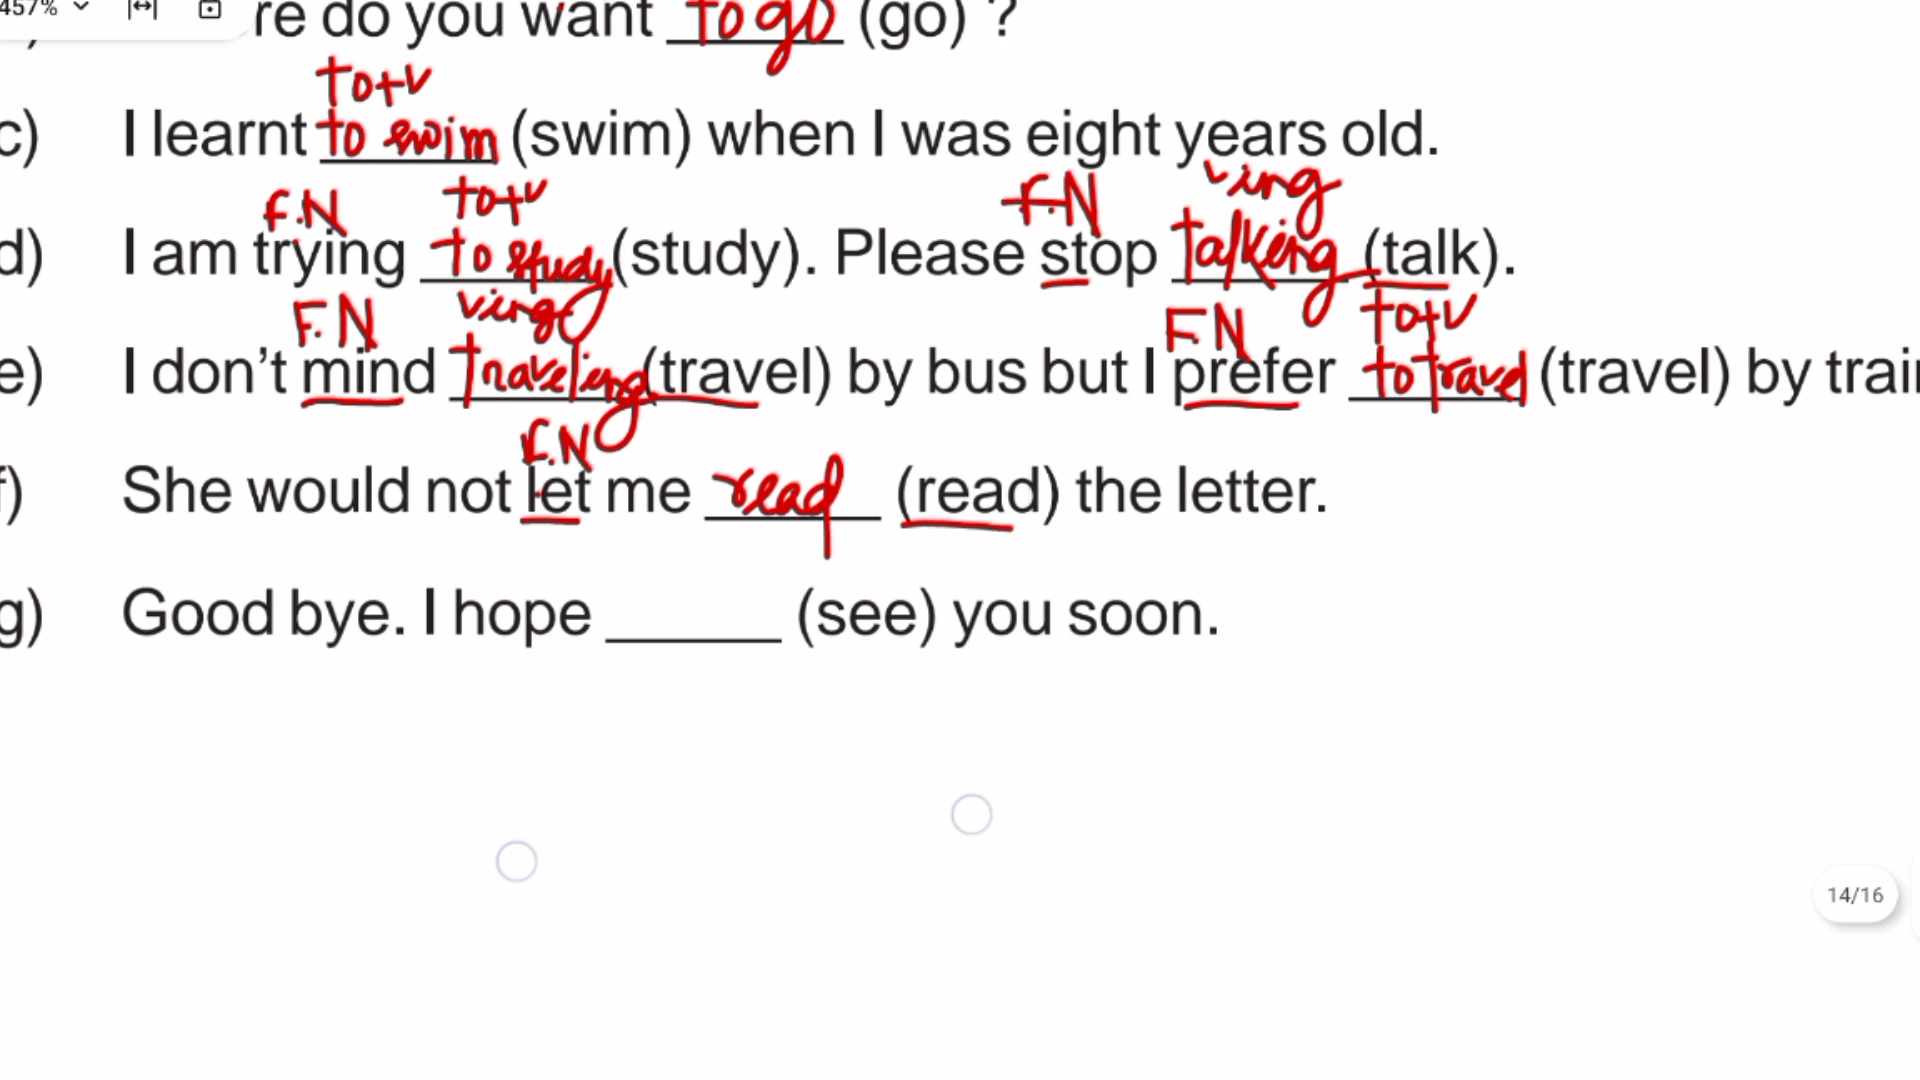 457%
re do you want to go (go) ?
to+v
c) I learnt to swim (swim) when I was eight years old.
F.N to+v F.N ving
d) I am trying to study (study). Please stop talking (talk).
F.N ving F.N to+v
e) I don't mind traveling (travel) by bus but I prefer to travel (travel) by trai
F.N
f) She would not let me read (read) the letter.
g) Good bye. I hope ______ (see) you soon.
14/16